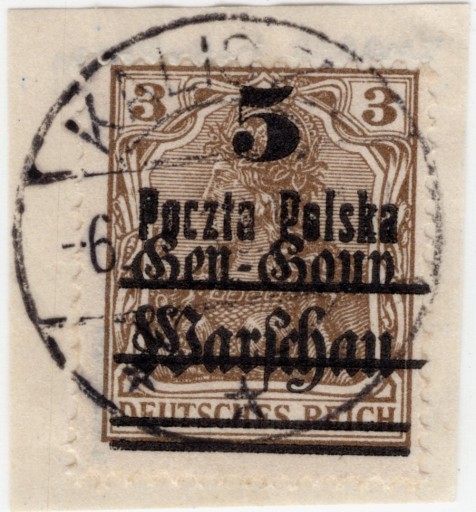 3 5 3
Poczta Polska
Gen-Gouv
Warschau
DEUTSCHES REICH
-6